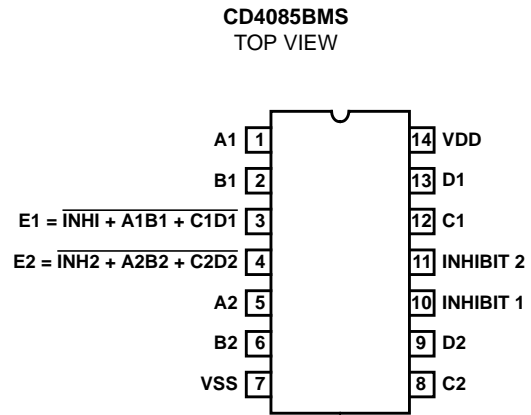 CD4085BMS
TOP VIEW
A1 1
B1 2
E1 = INHI + A1B1 + C1D1 3
E2 = INH2 + A2B2 + C2D2 4
A2 5
B2 6
VSS 7
14 VDD
13 D1
12 C1
11 INHIBIT 2
10 INHIBIT 1
9 D2
8 C2